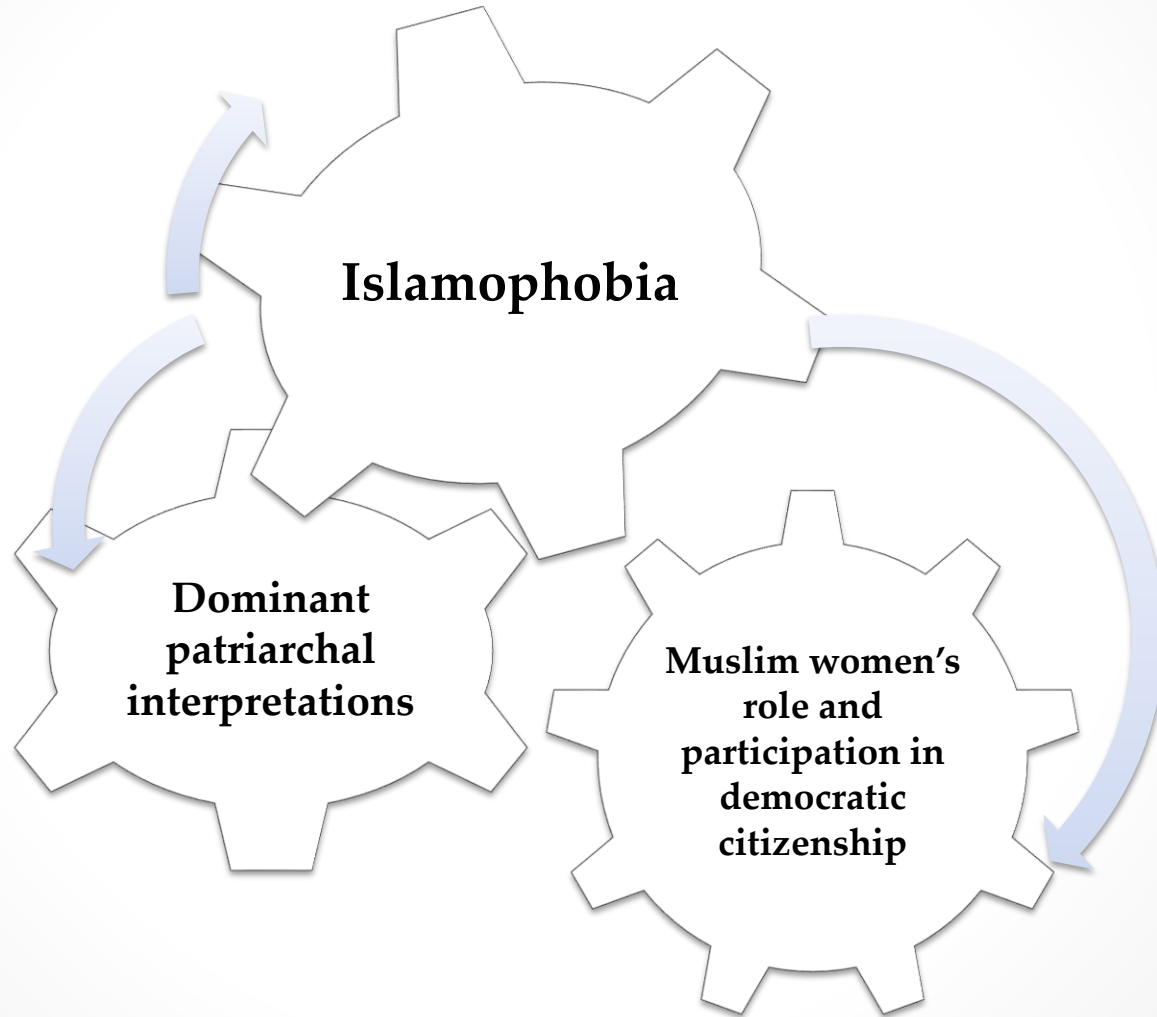 Islamophobia
Dominant
patriarchal
interpretations
Muslim women’s
role and
participation in
democratic
citizenship